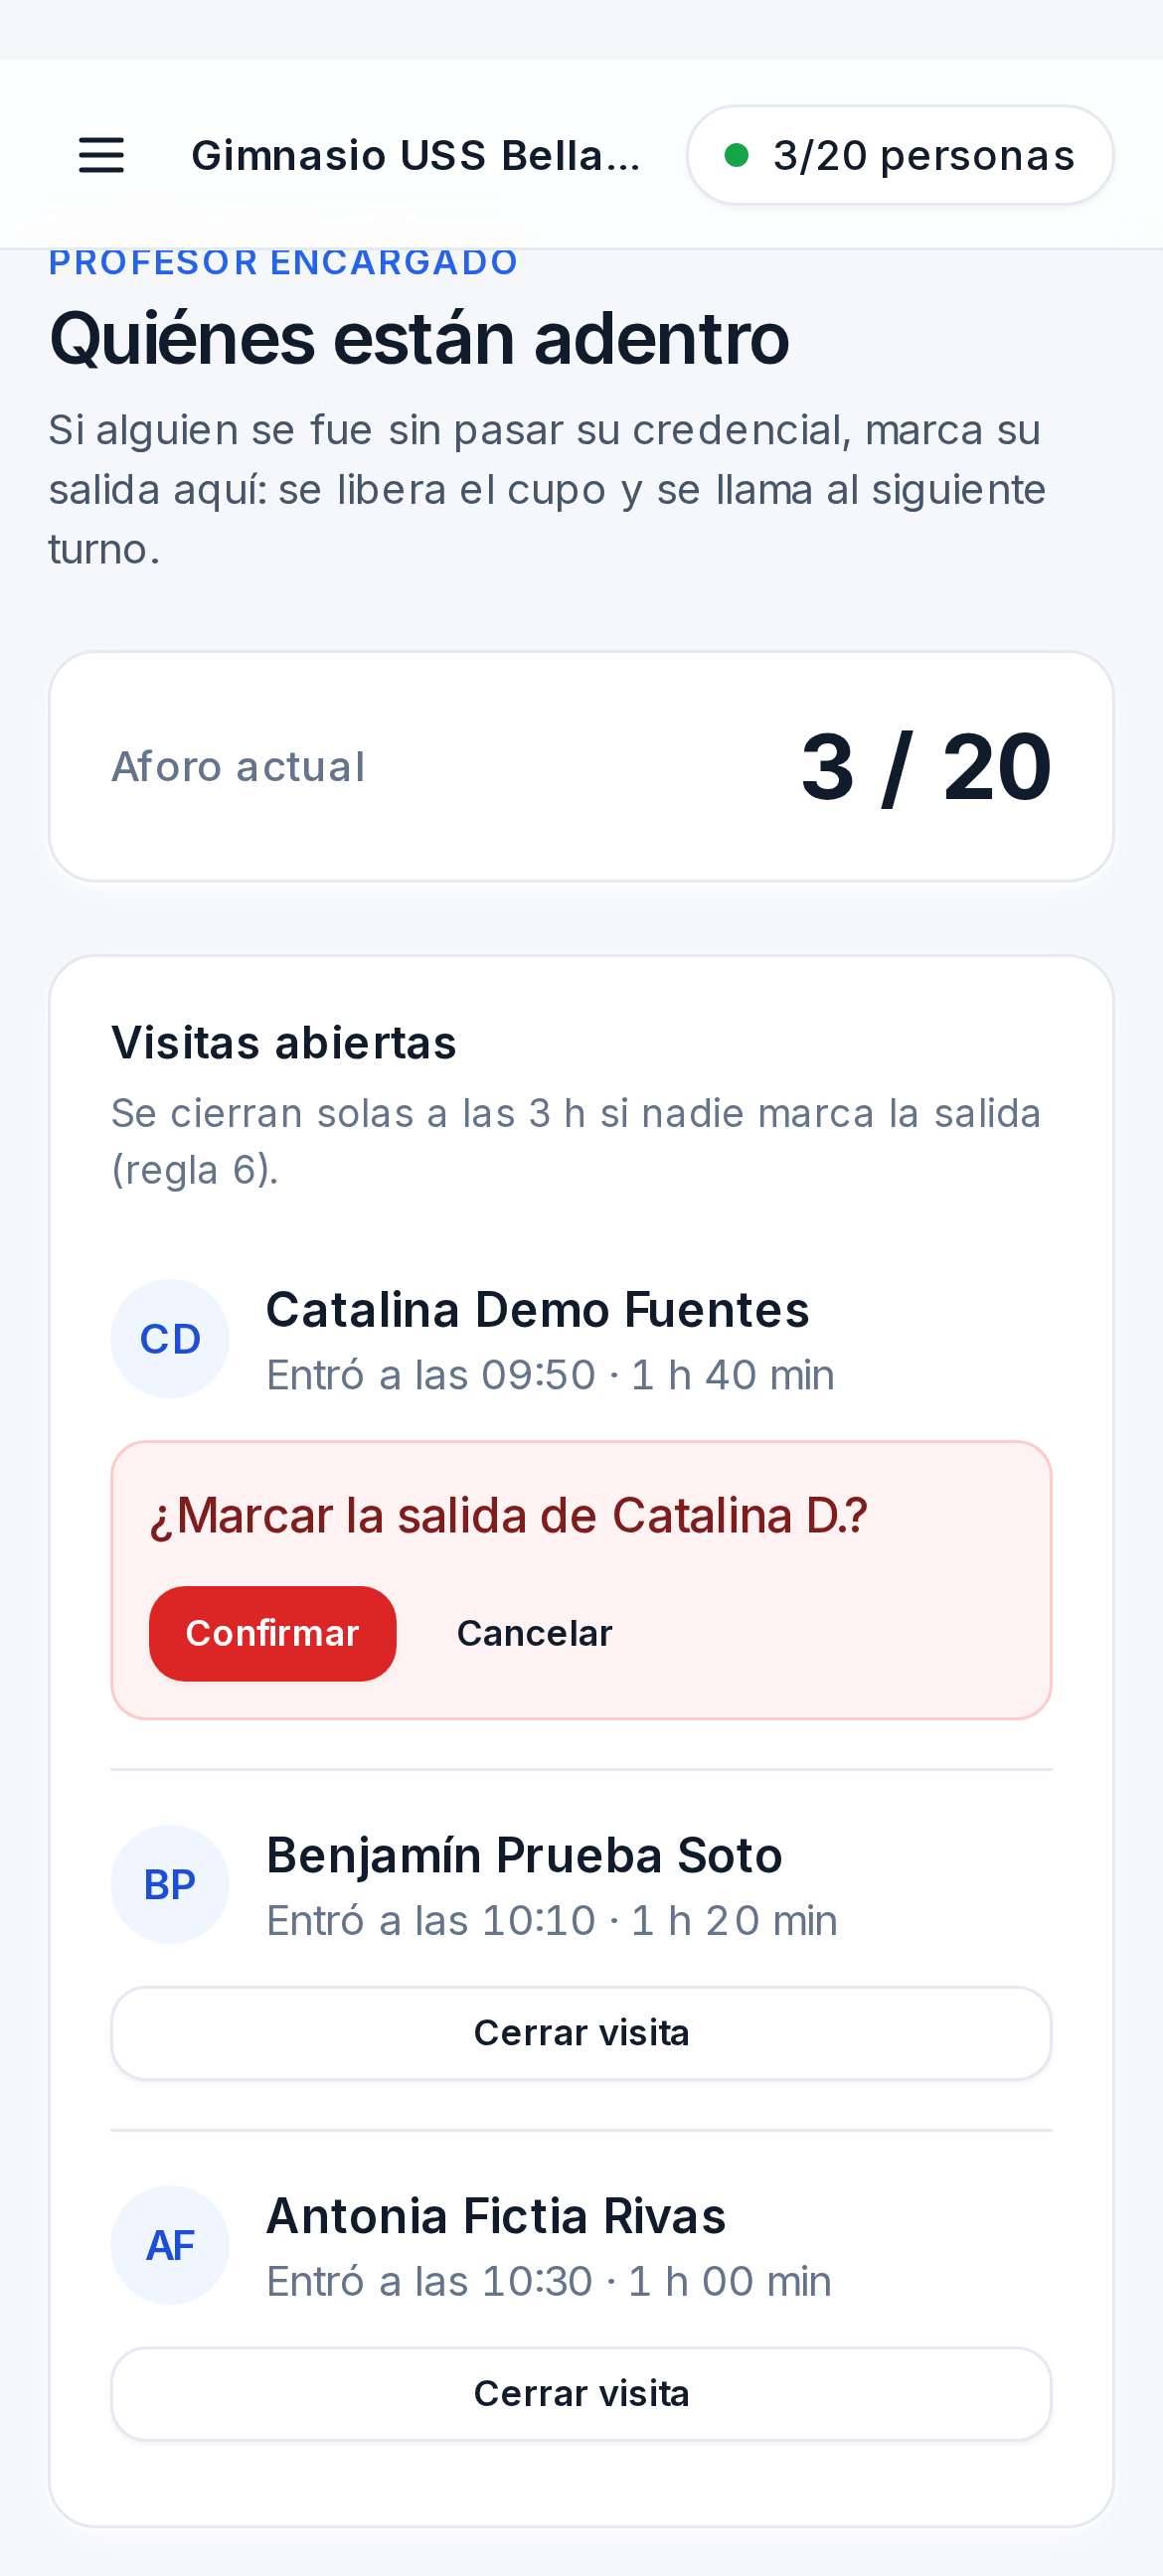 Gimnasio USS Bella...
3/20 personas
PROFESOR ENCARGADO
Quiénes están adentro
Si alguien se fue sin pasar su credencial, marca su
salida aquí: se libera el cupo y se llama al siguiente
turno.
Aforo actual
3 / 20
Visitas abiertas
Se cierran solas a las 3 h si nadie marca la salida
(regla 6).
CD
Catalina Demo Fuentes
Entró a las 09:50 · 1 h 40 min
¿Marcar la salida de Catalina D.?
Confirmar
Cancelar
BP
Benjamín Prueba Soto
Entró a las 10:10 · 1 h 20 min
Cerrar visita
AF
Antonia Fictia Rivas
Entró a las 10:30 · 1 h 00 min
Cerrar visita